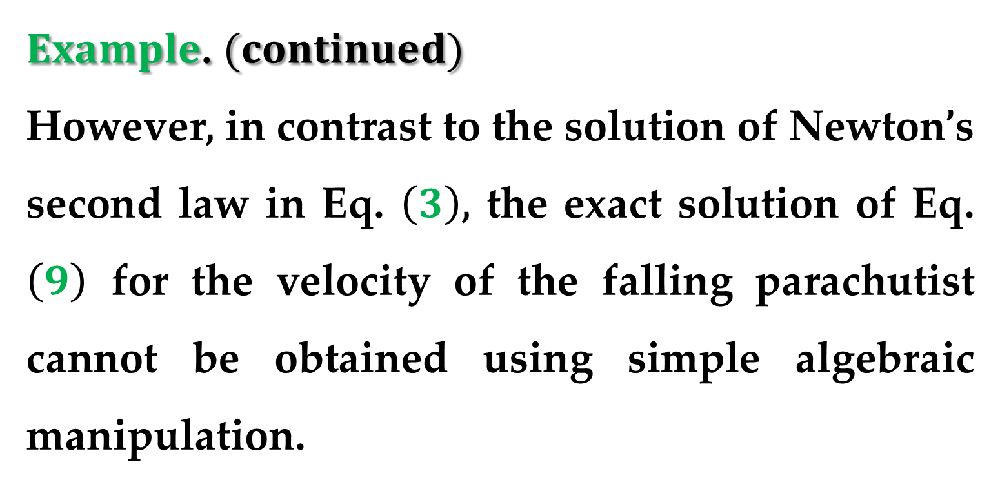 Example. (continued)
However, in contrast to the solution of Newton’s
second law in Eq. (3), the exact solution of Eq.
(9) for the velocity of the falling parachutist
cannot be obtained using simple algebraic
manipulation.